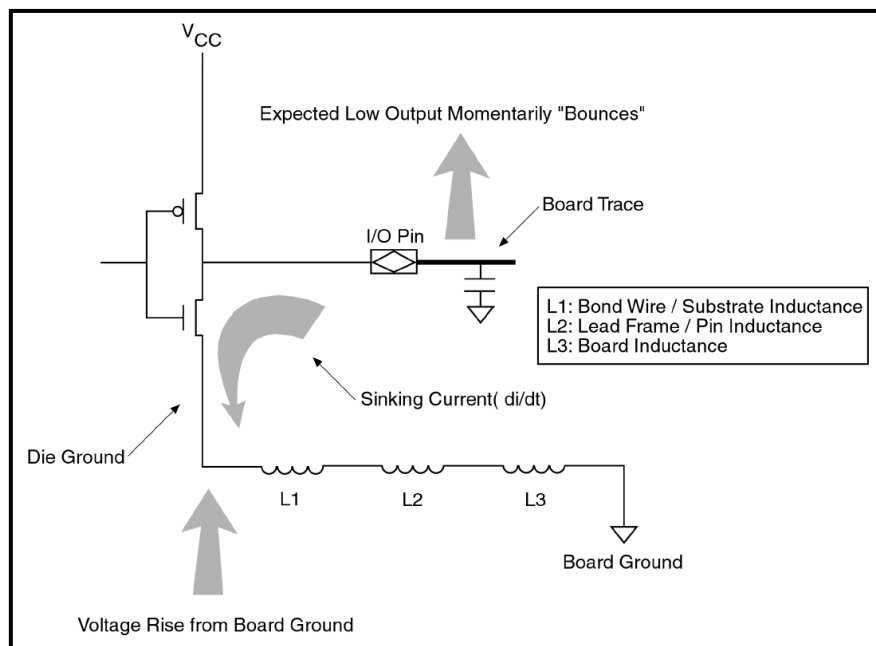 VCC
Expected Low Output Momentarily "Bounces"
Board Trace
I/O Pin
L1: Bond Wire / Substrate Inductance
L2: Lead Frame / Pin Inductance
L3: Board Inductance
Sinking Current( di/dt)
Die Ground
L1
L2
L3
Board Ground
Voltage Rise from Board Ground